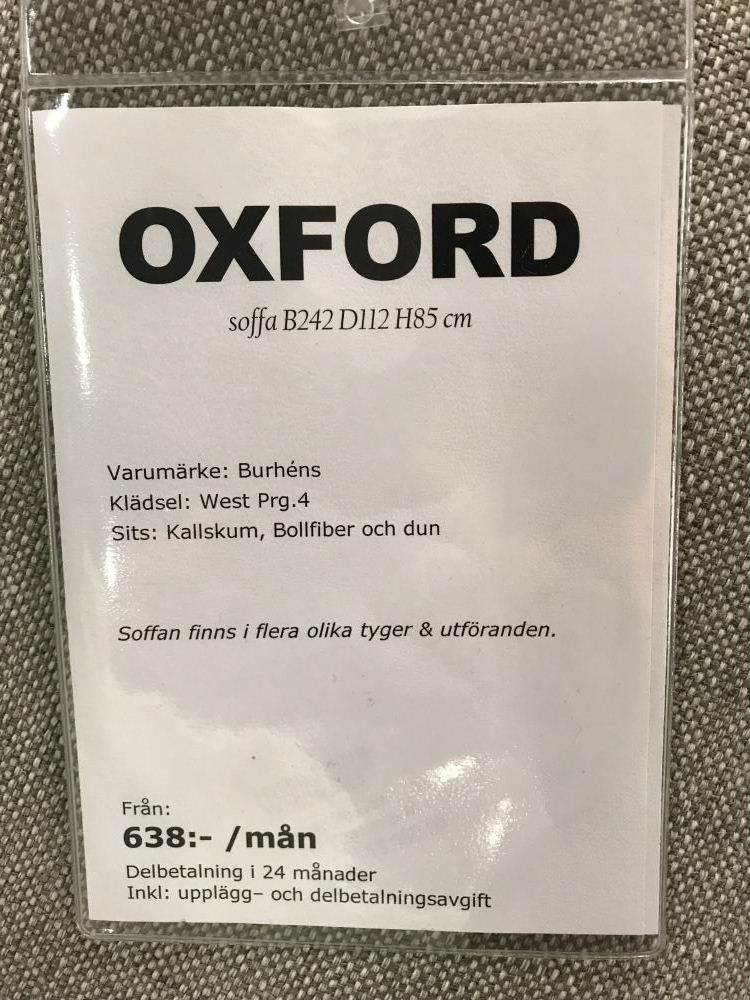 OXFORD
soffa B242 D112 H85 cm
Varumärke: Burhéns
Klädsel: West Prg.4
Sits: Kallskum, Bollfiber och dun
Soffan finns i flera olika tyger & utföranden.
Från:
638:- /mån
Delbetalning i 24 månader
Inkl: upplägg– och delbetalningsavgift